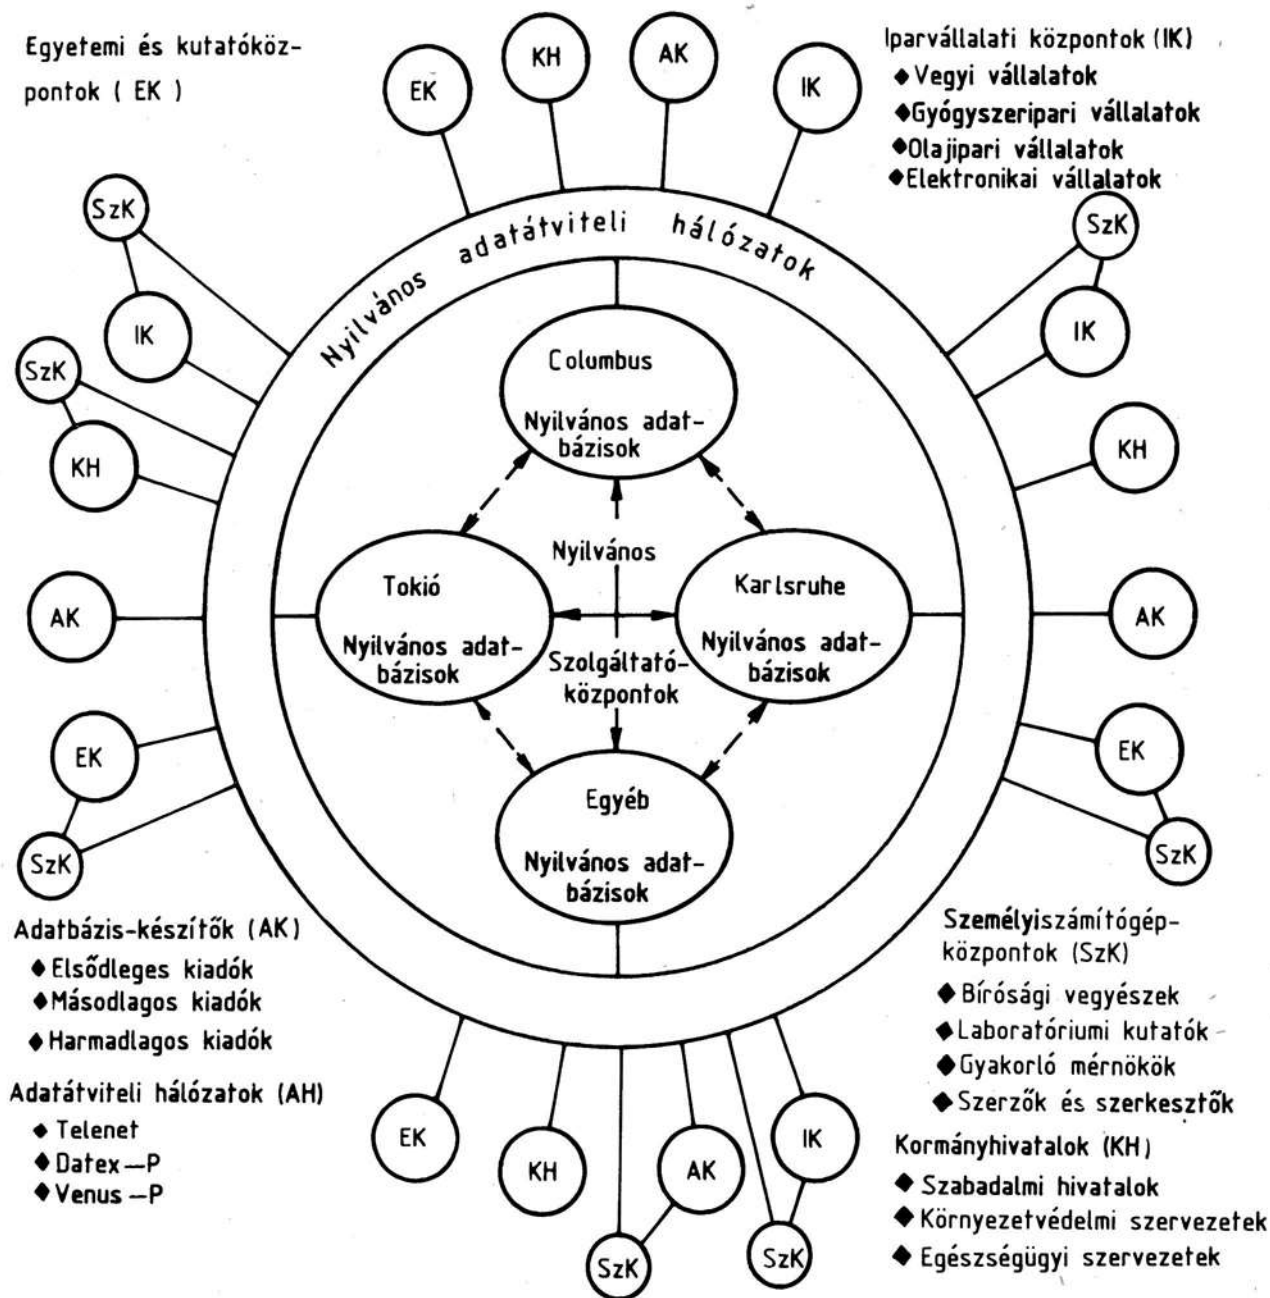 Egyetemi és kutatóköz-
pontok ( EK )
EK
KH
AK
IK
Iparvállalati központok (IK)
◆ Vegyi vállalatok
◆Gyógyszeripari vállalatok
◆Olajipari vállalatok
◆Elektronikai vállalatok
SzK
IK
SzK
KH
AK
EK
SzK
Nyilvános adatátviteli hálózatok
Columbus
Nyilvános adat-
bázisok
Tokió
Nyilvános adat-
bázisok
Nyilvános
Szolgáltató-
központok
Karlsruhe
Nyilvános adat-
bázisok
Egyéb
Nyilvános adat-
bázisok
SzK
IK
KH
AK
EK
SzK
Adatbázis-készítők (AK)
◆ Elsődleges kiadók
◆Másodlagos kiadók
◆ Harmadlagos kiadók
Adatátviteli hálózatok (AH)
◆ Telenet
◆ Datex—P
◆ Venus—P
EK
KH
SzK
AK
SzK
IK
Személyiszámítógép-
központok (SzK)
◆ Bírósági vegyészek
◆ Laboratóriumi kutatók
◆ Gyakorló mérnökök
◆ Szerzők és szerkesztők
Kormányhivatalok (KH)
◆ Szabadalmi hivatalok
◆ Környezetvédelmi szervezetek
◆ Egészségügyi szervezetek